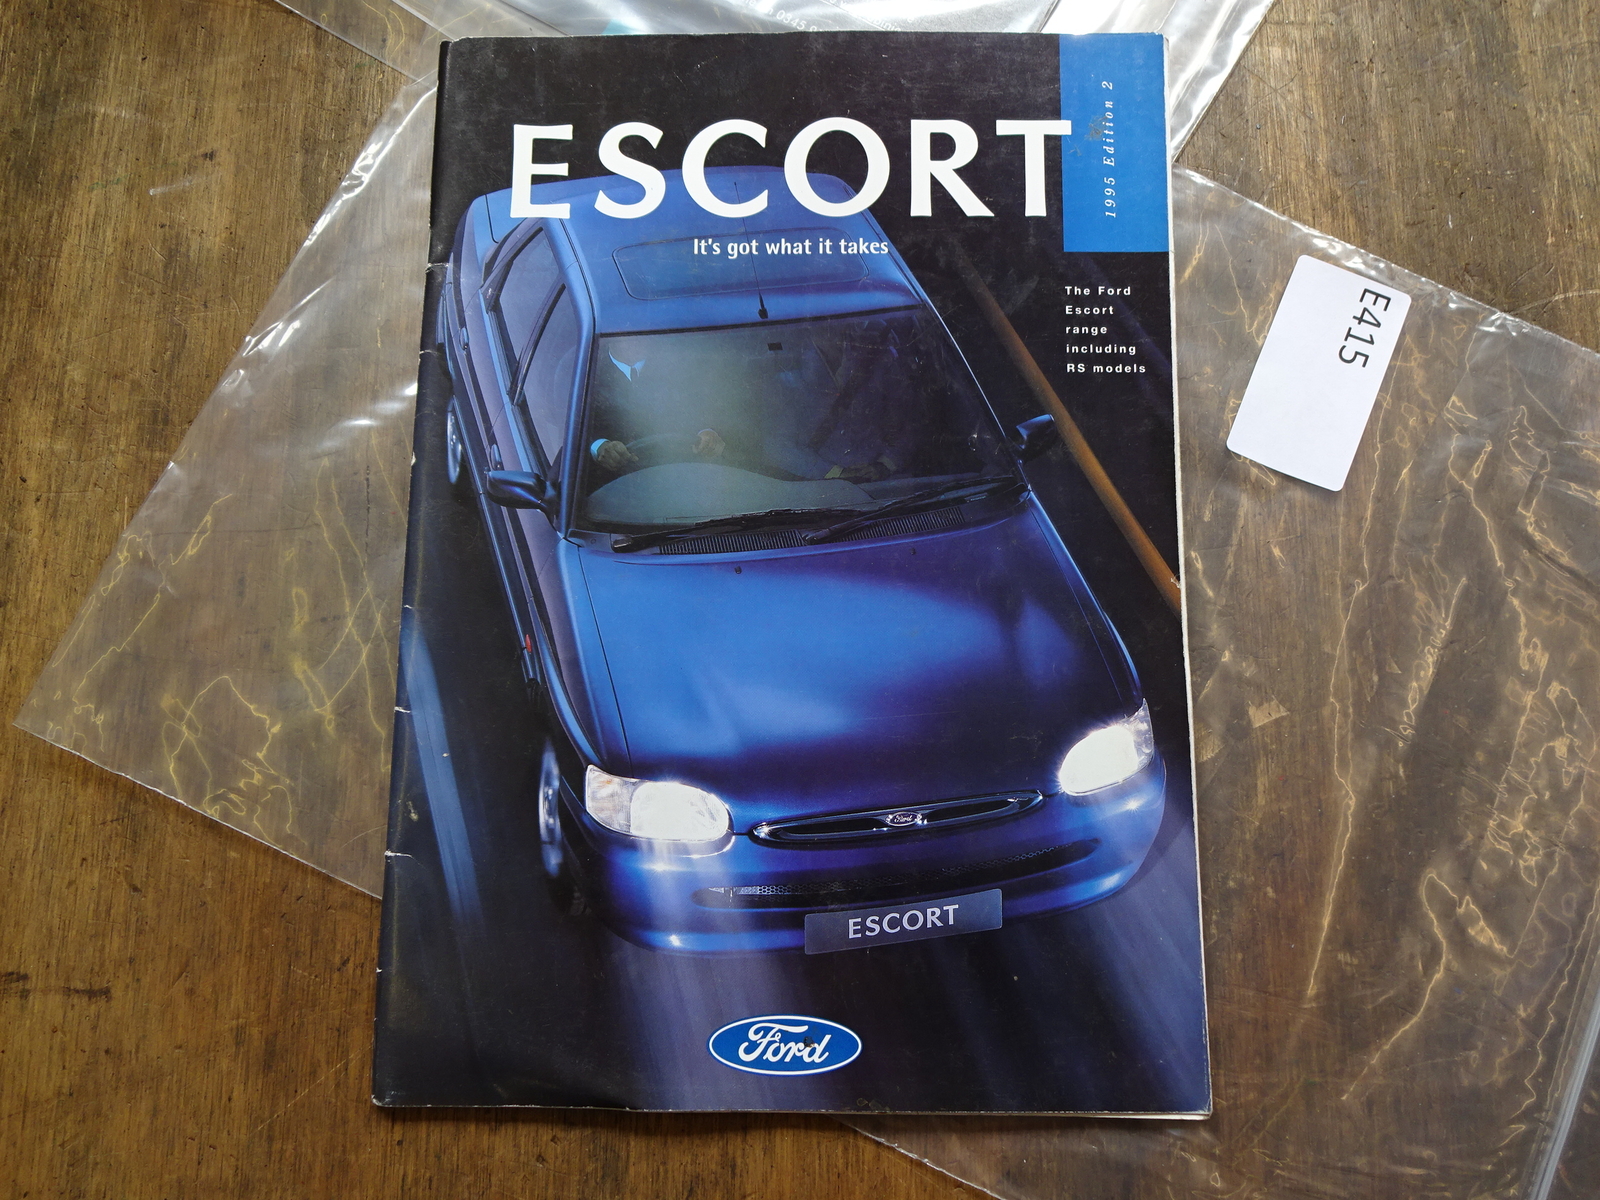 0345
ESCORT
1995 Edition 2
It's got what it takes
The Ford
Escort
range
including
RS models
E415
Ford
ESCORT
Ford